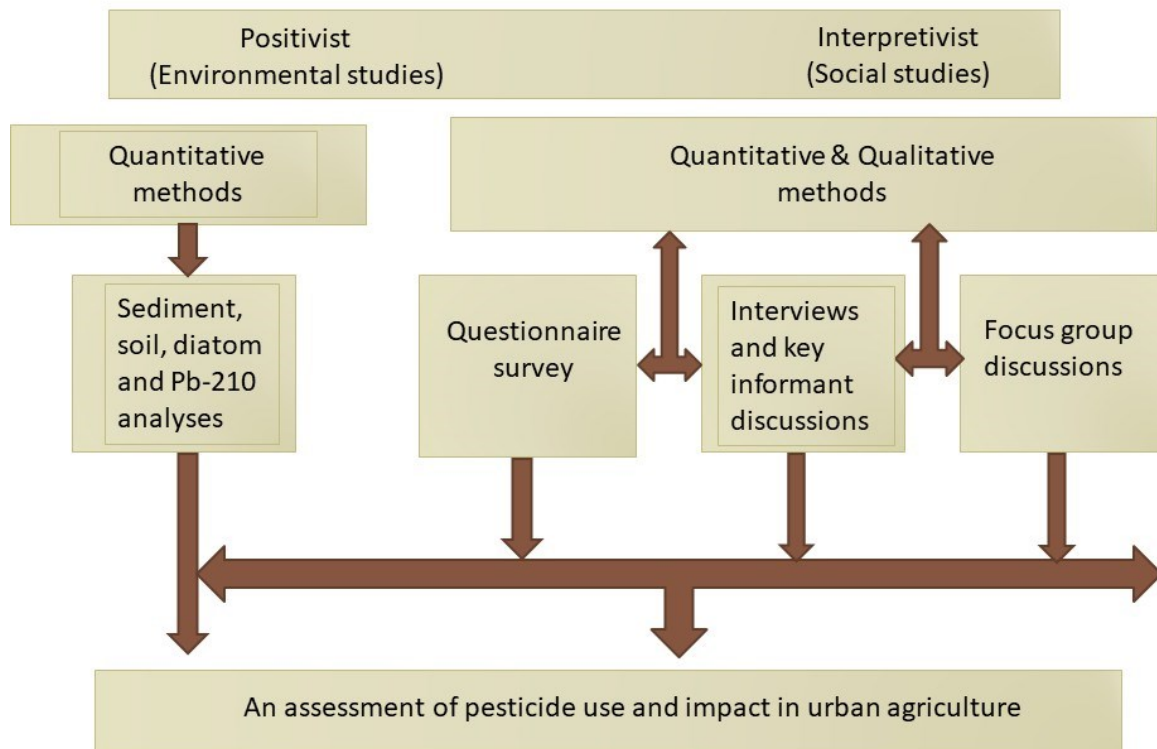 Positivist
(Environmental studies)
Interpretivist
(Social studies)
Quantitative
methods
Quantitative & Qualitative
methods
Sediment,
soil, diatom
and Pb-210
analyses
Questionnaire
survey
Interviews
and key
informant
discussions
Focus group
discussions
An assessment of pesticide use and impact in urban agriculture